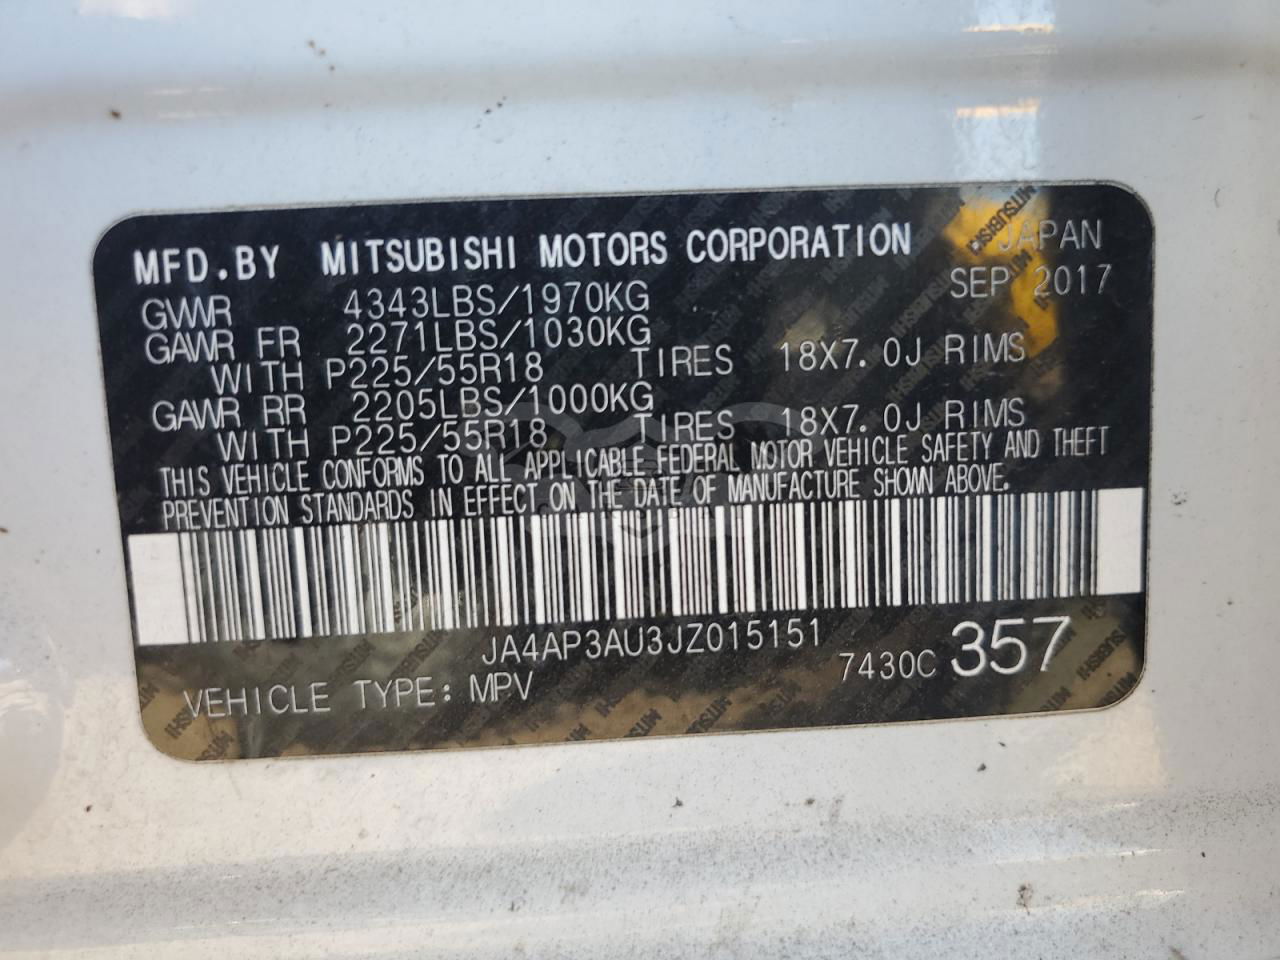 MFD.BY MITSUBISHI MOTORS CORPORATION JAPAN
GVWR 4343LBS/1970KG SEP 2017
GAWR FR 2271LBS/1030KG
WITH P225/55R18 TIRES 18X7.0J RIMS
GAWR RR 2205LBS/1000KG
WITH P225/55R18 TIRES 18X7.0J RIMS
THIS VEHICLE CONFORMS TO ALL APPLICABLE FEDERAL MOTOR VEHICLE SAFETY AND THEFT
PREVENTION STANDARDS IN EFFECT ON THE DATE OF MANUFACTURE SHOWN ABOVE.
JA4AP3AU3JZ015151
VEHICLE TYPE: MPV 7430C 357